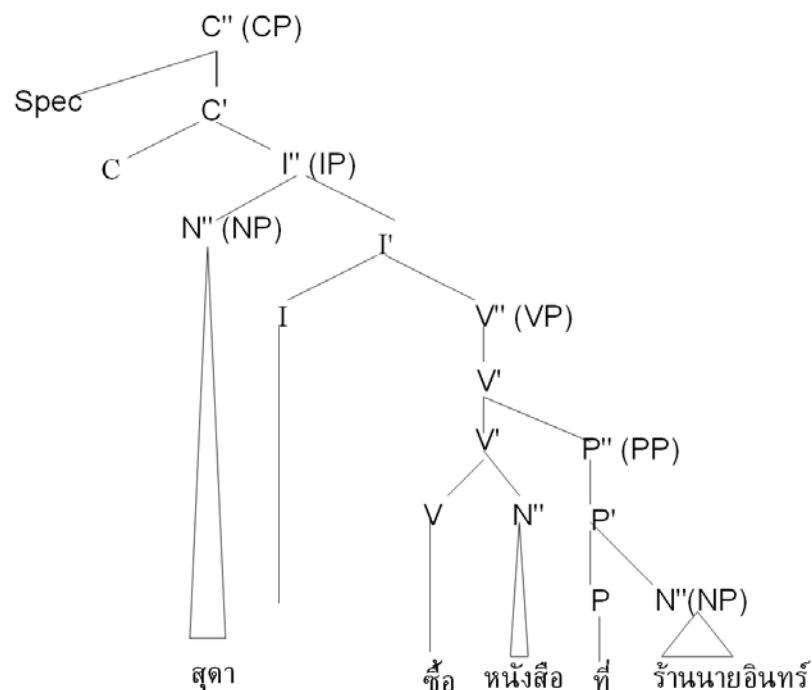 C" (CP)
Spec
C'
C
I" (IP)
N" (NP)
I'
I
V" (VP)
V'
V'
P" (PP)
V
N"
P'
P
N"(NP)
สุดา
ซื้อ
หนังสือ
ที่
ร้านนายอินทร์